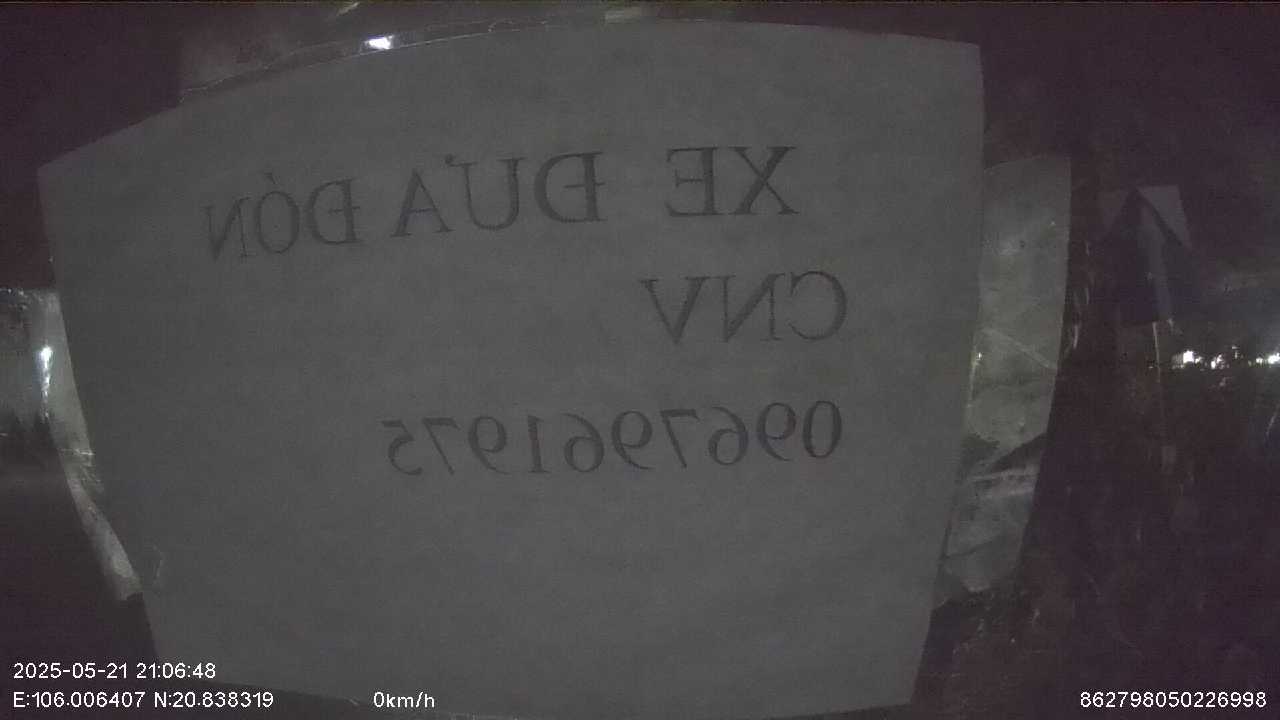 XE ĐƯA ĐÓN
CNV
0967961975
2025-05-21 21:06:48
E:106.006407 N:20.838319 0km/h
862798050226998